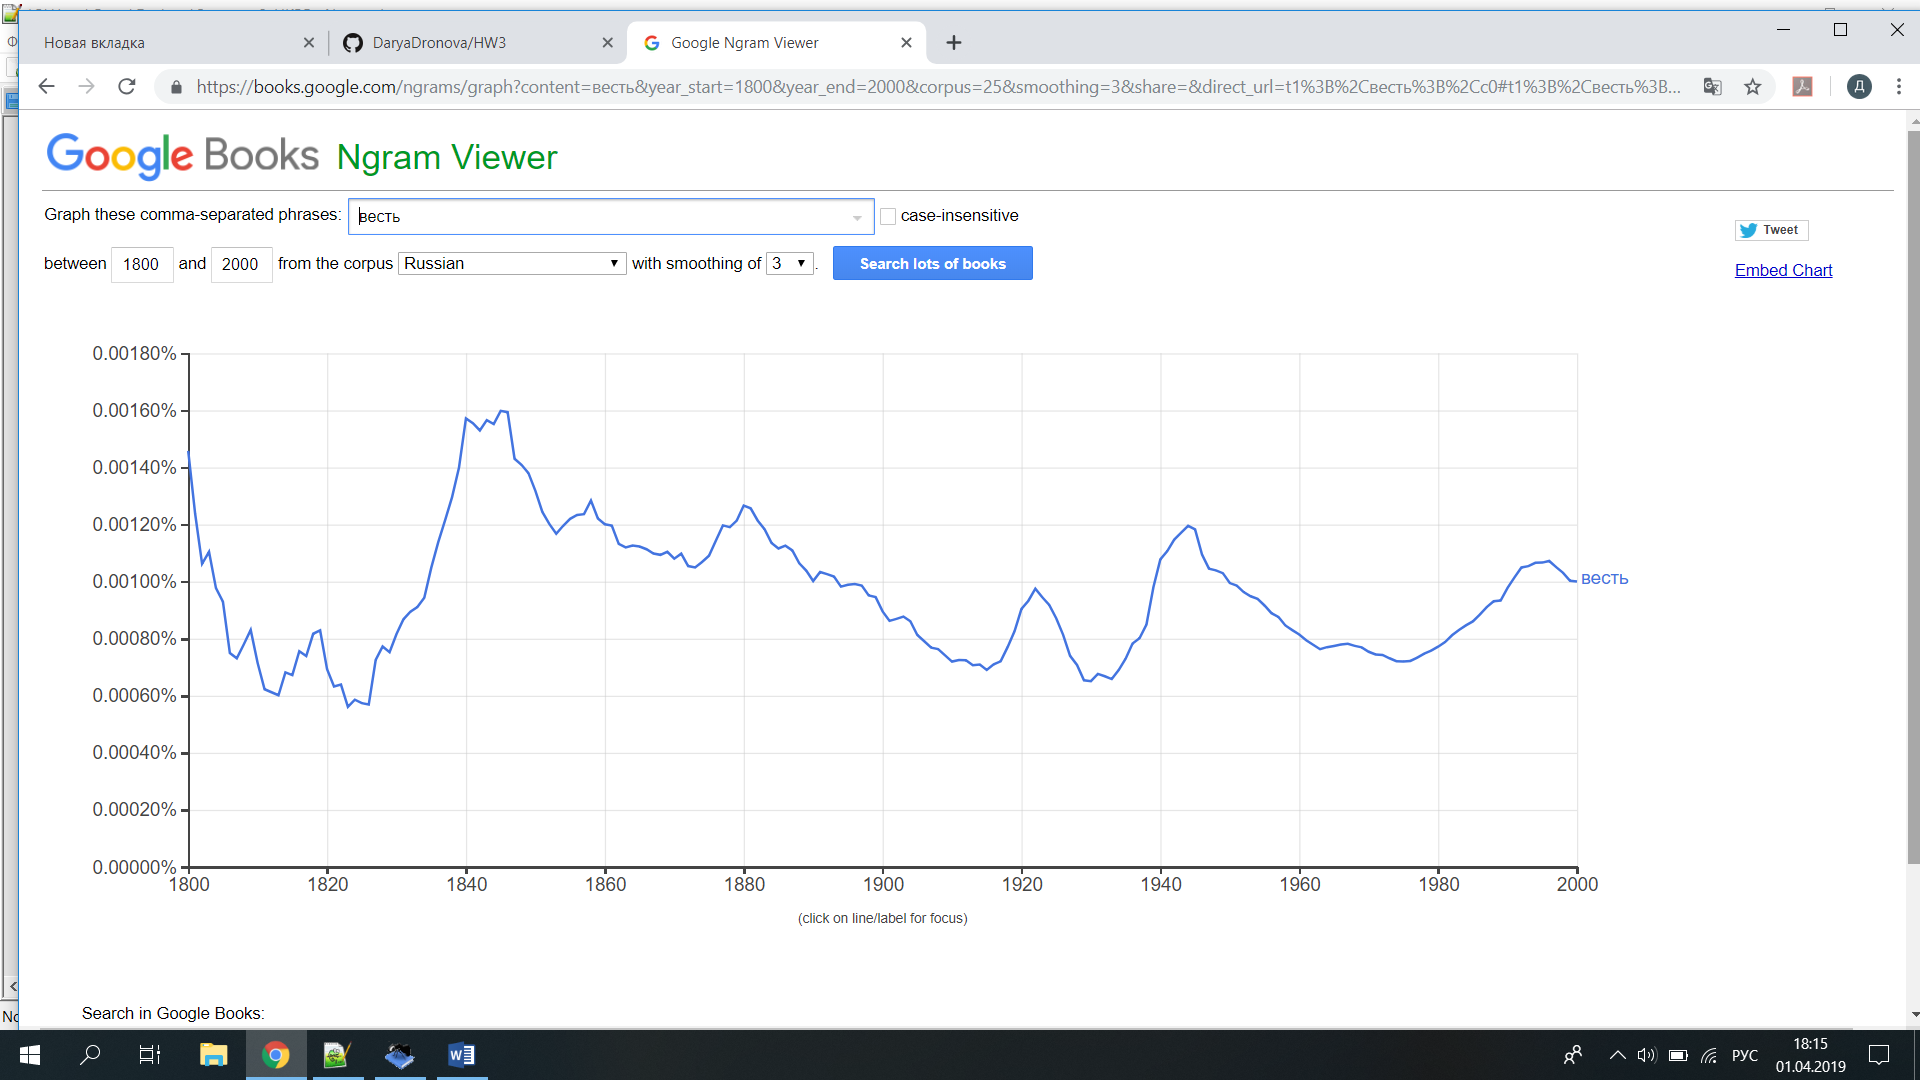 Новая вкладка
DaryaDronova/HW3
Google Ngram Viewer
https://books.google.com/ngrams/graph?content=весть&year_start=1800&year_end=2000&corpus=25&smoothing=3&share=&direct_url=t1%3B%2Cвесть%3B%2Cc0#t1%3B%2Cвесть%3B...
Д
Google Books Ngram Viewer
Graph these comma-separated phrases: весть case-insensitive
Tweet
between 1800 and 2000 from the corpus Russian with smoothing of 3. Search lots of books
Embed Chart
0.00180%
0.00160%
0.00140%
0.00120%
0.00100%
весть
0.00080%
0.00060%
0.00040%
0.00020%
0.00000%
1800 1820 1840 1860 1880 1900 1920 1940 1960 1980 2000
(click on line/label for focus)
Search in Google Books:
РУС
18:15
01.04.2019